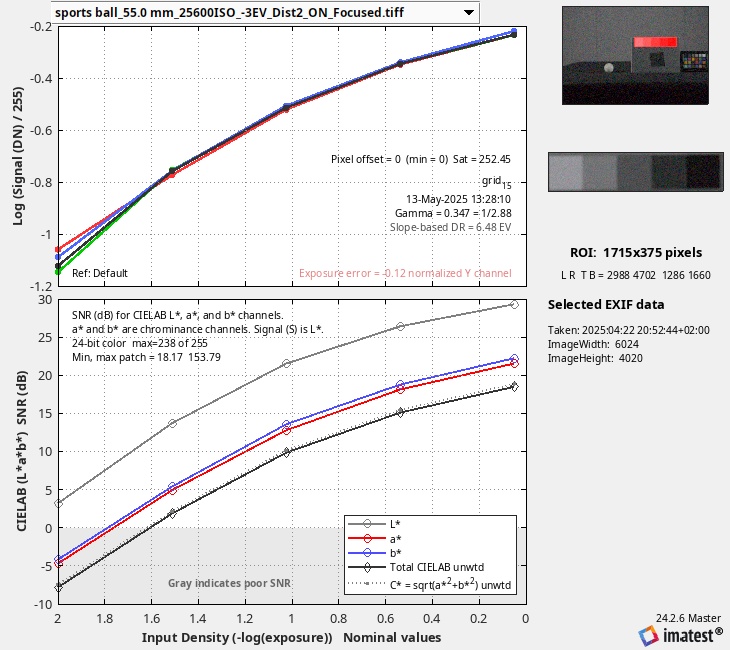 sports ball_55.0 mm_25600ISO_-3EV_Dist2_ON_Focused.tiff
-0.2
-0.4
-0.6
-0.8
-1
-1.2
Log (Signal (DN) / 255)
Pixel offset = 0 (min = 0) Sat = 252.45
grid_15
13-May-2025 13:28:10
Gamma = 0.347 = 1/2.88
Slope-based DR = 6.48 EV
Ref: Default
Exposure error = -0.12 normalized Y channel
ROI: 1715x375 pixels
L R T B = 2988 4702 1286 1660
Selected EXIF data
Taken: 2025:04:22 20:52:44+02:00
ImageWidth: 6024
ImageHeight: 4020
30
25
20
15
10
5
0
-5
-10
CIELAB (L*a*b*) SNR (dB)
SNR (dB) for CIELAB L*, a*, and b* channels.
a* and b* are chrominance channels. Signal (S) is L*.
24-bit color max=238 of 255
Min, max patch = 18.17 153.79
Gray indicates poor SNR
L*
a*
b*
Total CIELAB unwtd
C* = sqrt(a*2+b*2) unwtd
2 1.8 1.6 1.4 1.2 1 0.8 0.6 0.4 0.2 0
Input Density (-log(exposure)) Nominal values
24.2.6 Master
imatest®